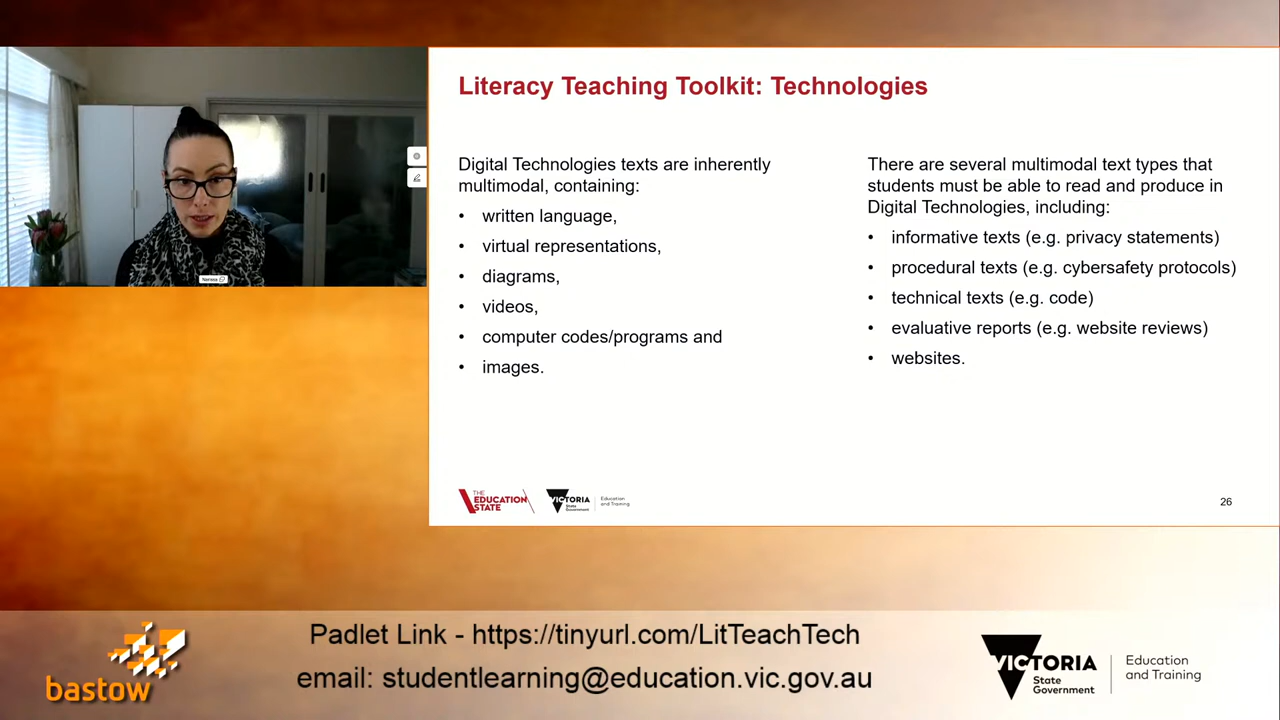 Literacy Teaching Toolkit: Technologies
Digital Technologies texts are inherently
multimodal, containing:
• written language,
• virtual representations,
• diagrams,
• videos,
• computer codes/programs and
• images.
There are several multimodal text types that
students must be able to read and produce in
Digital Technologies, including:
• informative texts (e.g. privacy statements)
• procedural texts (e.g. cybersafety protocols)
• technical texts (e.g. code)
• evaluative reports (e.g. website reviews)
• websites.
Nerissa
THE
EDUCATION
STATE
VICTORIA
State
Government
Education
and Training
26
bastow
Padlet Link - https://tinyurl.com/LitTeachTech
email: studentlearning@education.vic.gov.au
VICTORIA
State
Government
Education
and Training